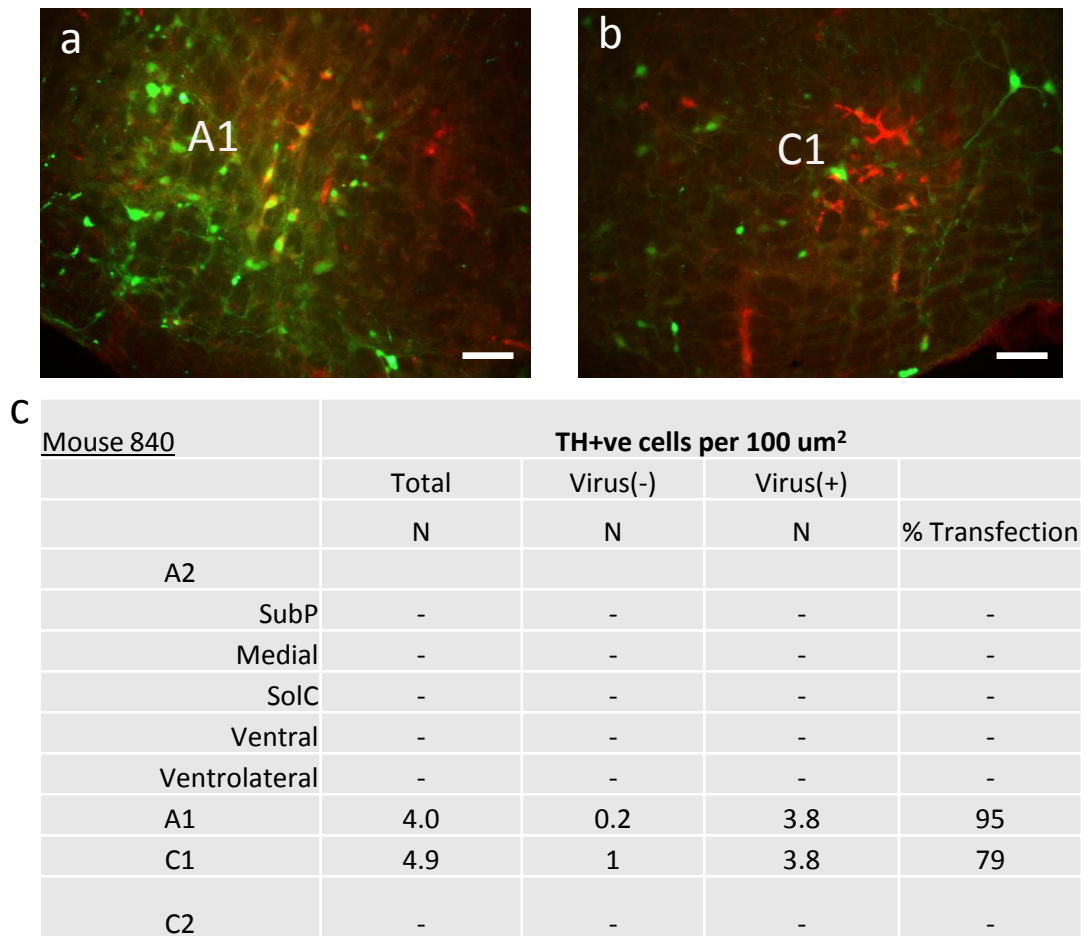 a
A1
b
C1
c
Mouse 840 TH+ve cells per 100 um²
Total Virus(-) Virus(+)
N N N % Transfection
A2
SubP - - - -
Medial - - - -
SolC - - - -
Ventral - - - -
Ventrolateral - - - -
A1 4.0 0.2 3.8 95
C1 4.9 1 3.8 79
C2 - - - -